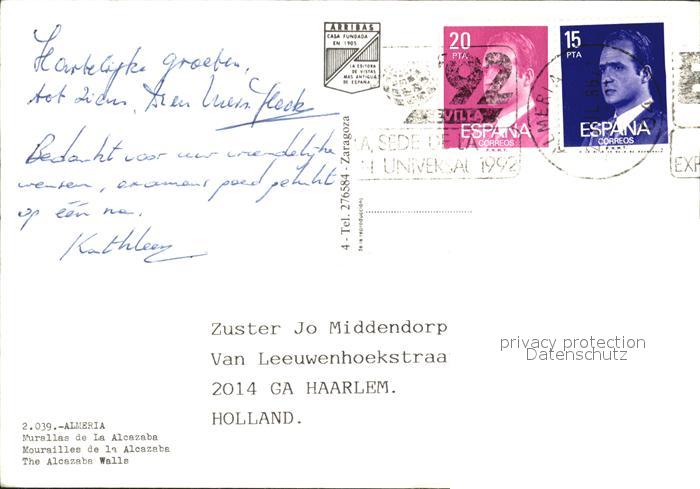 Hartelijke groeten,
tot ziens,
Bedankt voor uw vriendelijke
wensen, examens goed gelukt
op één na.
Kathleen
ARRIBAS
CASA FUNDADA
EN 1905
LA EDITORA
DE VISTAS
MAS ANTIGUA
DE ESPAÑA
4 - Tel. 276584 - Zaragoza
20
PTA
ESPAÑA
CORREOS
15
PTA
ESPAÑA
CORREOS
92
SEVILLA
A, SEDE DE LA
N UNIVERSAL 1992
ALMERIA
EXP
Zuster Jo Middendorp
Van Leeuwenhoekstraa
2014 GA HAARLEM.
HOLLAND.
privacy protection
Datenschutz
2.039.-ALMERIA
Murallas de La Alcazaba
Mourailles de la Alcazaba
The Alcazaba Walls